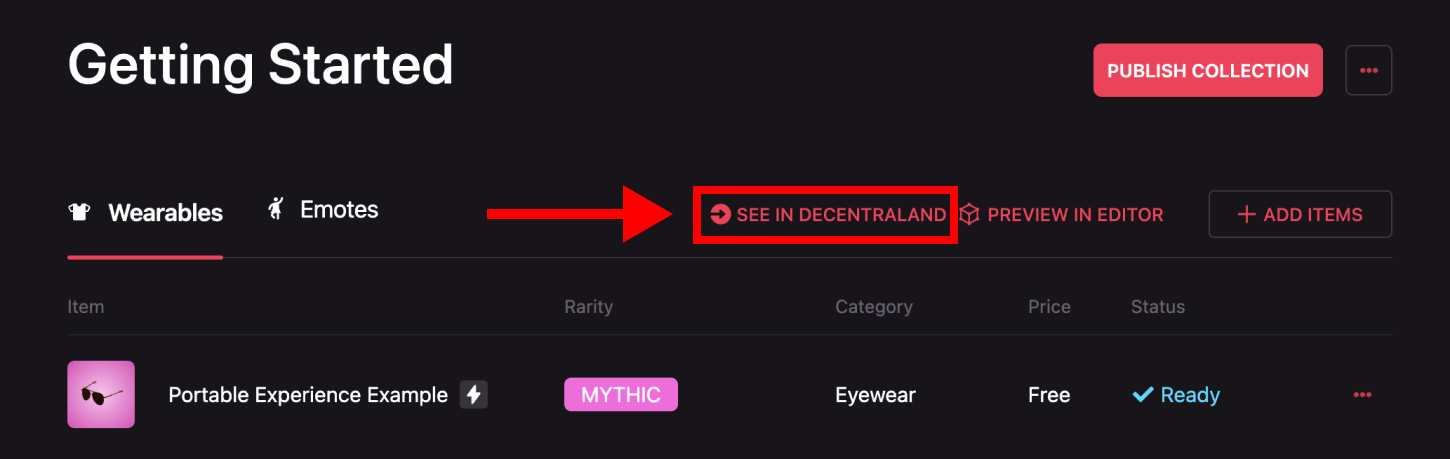 Getting Started
PUBLISH COLLECTION
Wearables
Emotes
SEE IN DECENTRALAND
PREVIEW IN EDITOR
+ ADD ITEMS
Item Rarity Category Price Status
Portable Experience Example MYTHIC Eyewear Free Ready